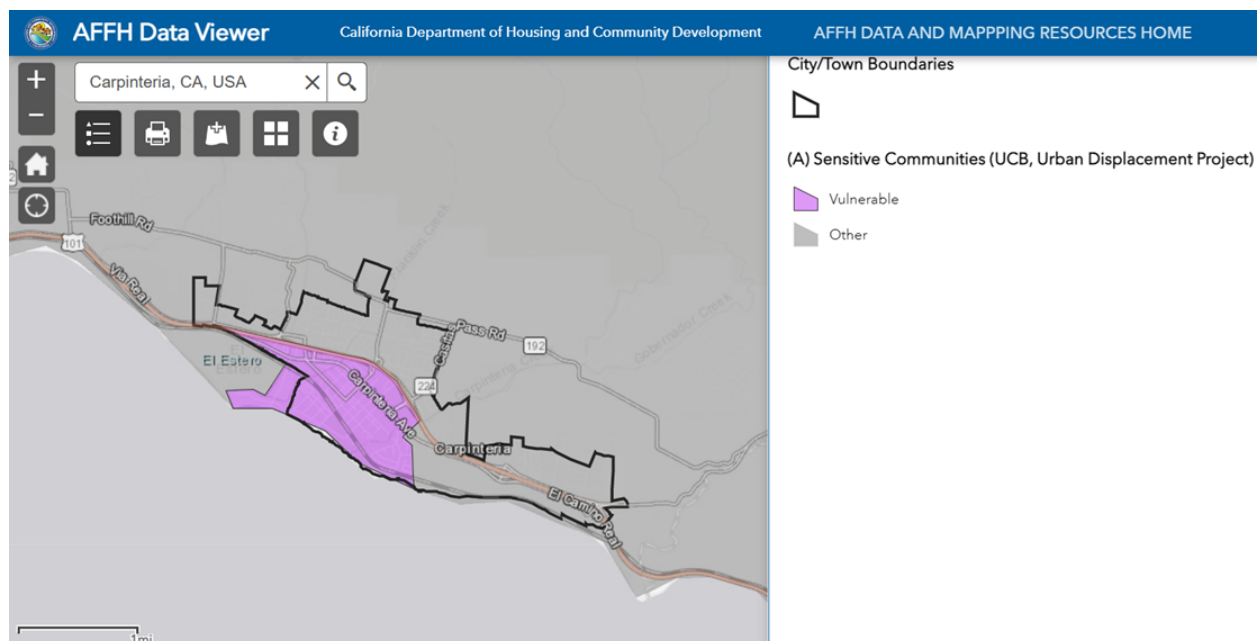 AFFH Data Viewer
California Department of Housing and Community Development
AFFH DATA AND MAPPPING RESOURCES HOME
+
Carpinteria, CA, USA
−
City/Town Boundaries
(A) Sensitive Communities (UCB, Urban Displacement Project)
Vulnerable
Other
Foothill Rd
101
Via Real
Pass Rd
192
Gobernador Creek
El Estero
Carpinteria Ave
224
Carpinteria
El Camino Real
1mi